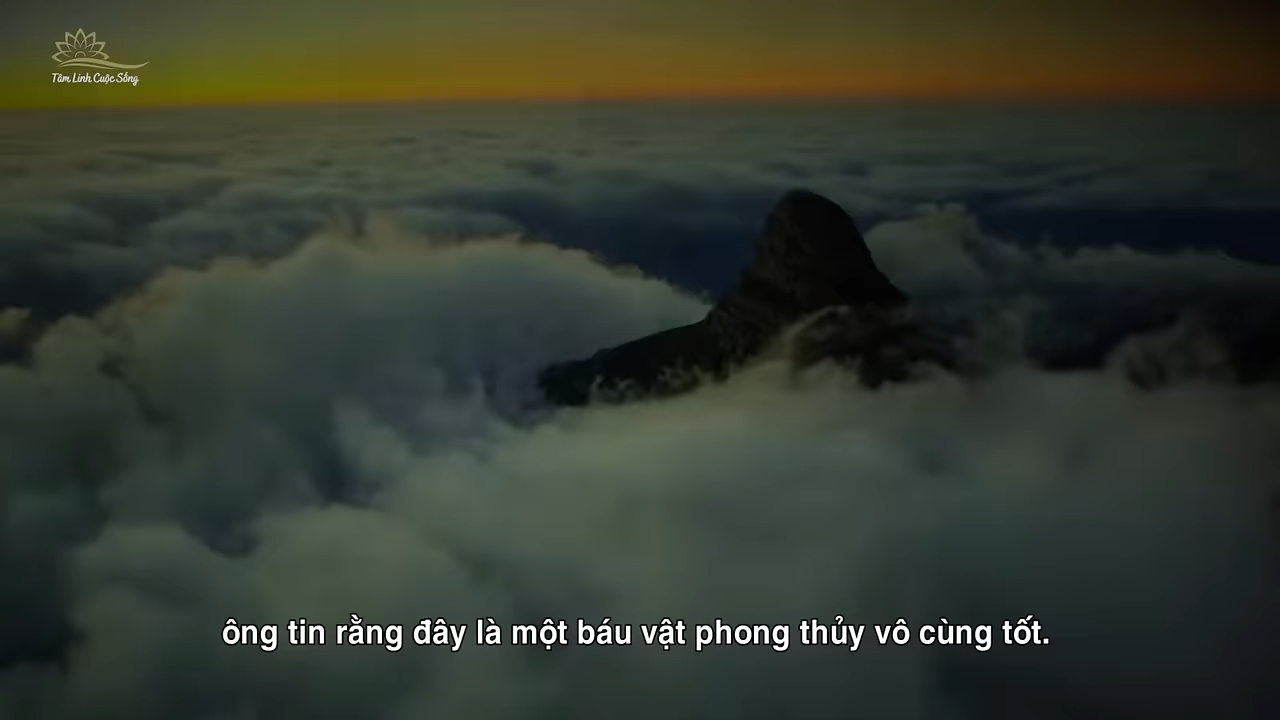 Tâm Linh Cuộc Sống
ông tin rằng đây là một báu vật phong thủy vô cùng tốt.